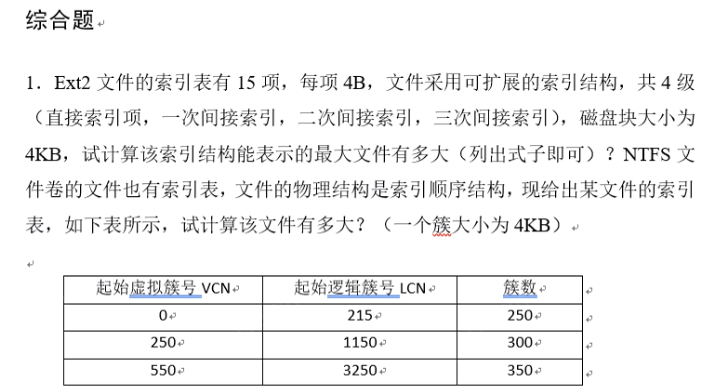 综合题
1．Ext2 文件的索引表有 15 项，每项 4B，文件采用可扩展的索引结构，共 4 级
（直接索引项，一次间接索引，二次间接索引，三次间接索引），磁盘块大小为
4KB，试计算该索引结构能表示的最大文件有多大（列出式子即可）？NTFS 文
件卷的文件也有索引表，文件的物理结构是索引顺序结构，现给出某文件的索引
表，如下表所示，试计算该文件有多大？（一个簇大小为 4KB）
起始虚拟簇号 VCN 起始逻辑簇号 LCN 簇数
0 215 250
250 1150 300
550 3250 350